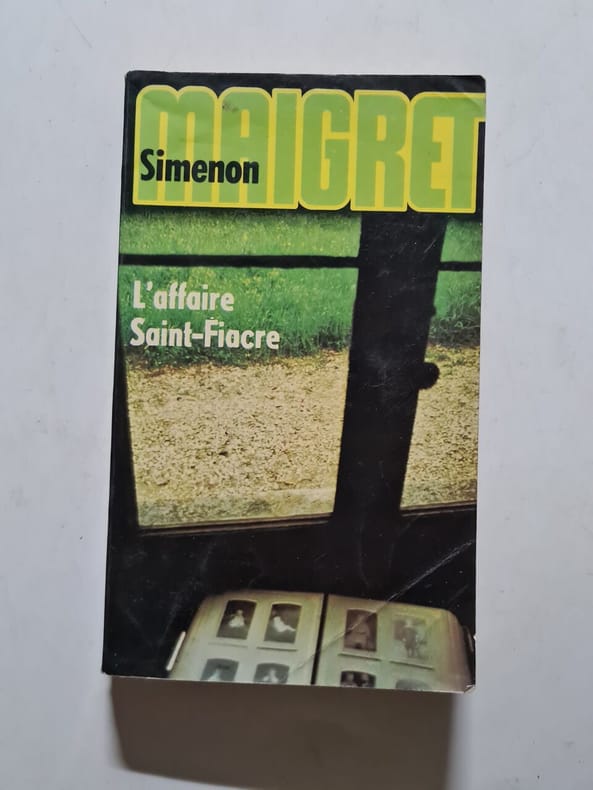 MAIGRET
Simenon
L'affaire
Saint-Fiacre